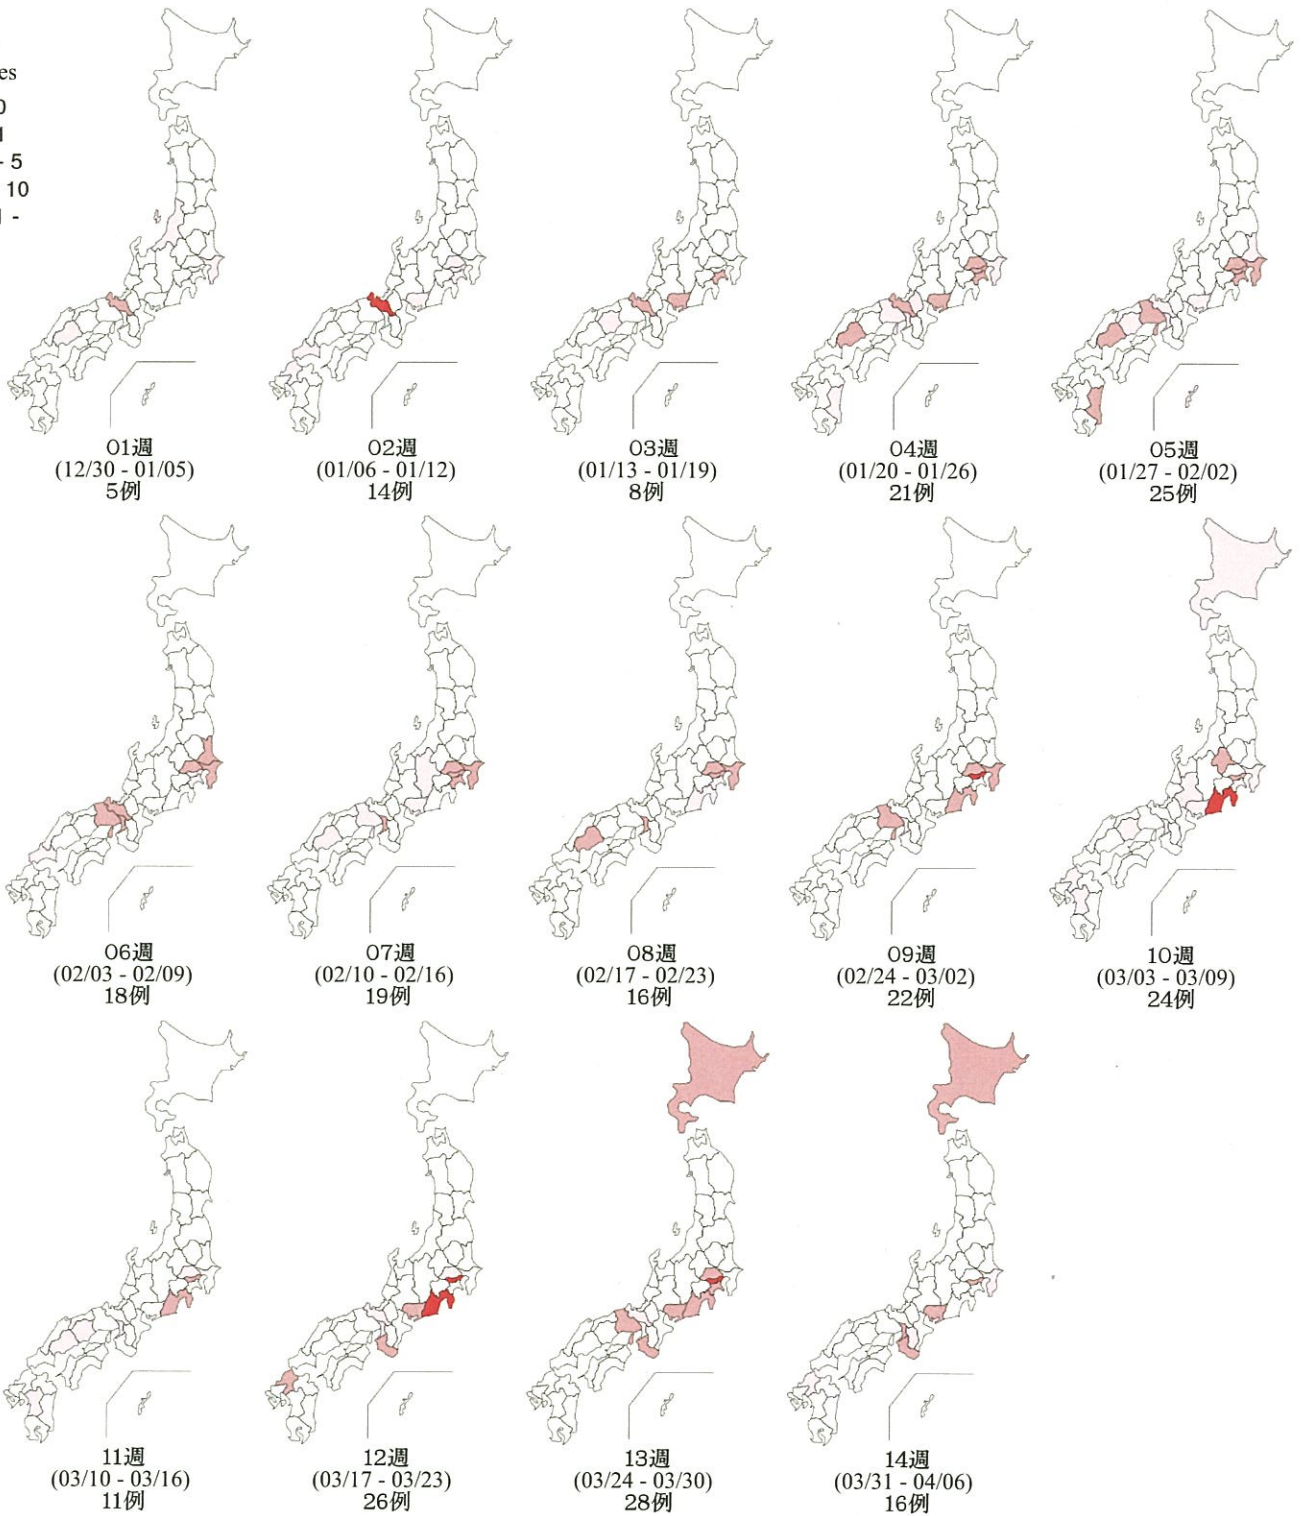 es
0
1
- 5
10
-
01週
(12/30 - 01/05)
5例
02週
(01/06 - 01/12)
14例
03週
(01/13 - 01/19)
8例
04週
(01/20 - 01/26)
21例
05週
(01/27 - 02/02)
25例
06週
(02/03 - 02/09)
18例
07週
(02/10 - 02/16)
19例
08週
(02/17 - 02/23)
16例
09週
(02/24 - 03/02)
22例
10週
(03/03 - 03/09)
24例
11週
(03/10 - 03/16)
11例
12週
(03/17 - 03/23)
26例
13週
(03/24 - 03/30)
28例
14週
(03/31 - 04/06)
16例